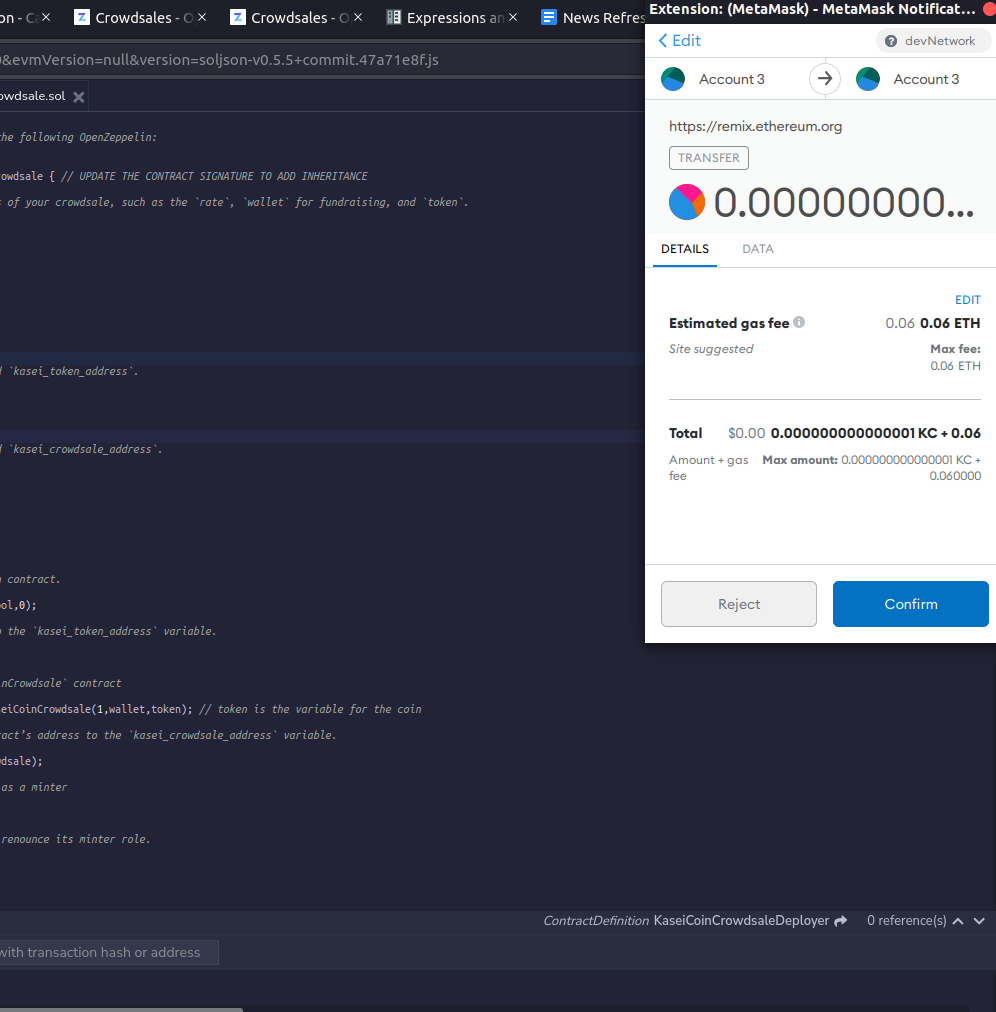 on - Ca
Crowdsales - O
Crowdsales - O
Expressions an
News Refres
Extension: (MetaMask) - MetaMask Notificat...
&evmVersion=null&version=soljson-v0.5.5+commit.47a71e8f.js
Edit
devNetwork
owdsale.sol
Account 3
Account 3
he following OpenZeppelin:
https://remix.ethereum.org
TRANSFER
rowdsale { // UPDATE THE CONTRACT SIGNATURE TO ADD INHERITANCE
of your crowdsale, such as the `rate`, `wallet` for fundraising, and `token`.
0.00000000...
DETAILS
DATA
EDIT
Estimated gas fee
0.06 0.06 ETH
Site suggested
Max fee:
0.06 ETH
`kasei_token_address`.
Total
$0.00 0.000000000000001 KC + 0.06
`kasei_crowdsale_address`.
Amount + gas fee
Max amount: 0.000000000000001 KC + 0.060000
contract.
ol,0);
the `kasei_token_address` variable.
Reject
Confirm
nCrowdsale` contract
eiCoinCrowdsale(1,wallet,token); // token is the variable for the coin
ract's address to the `kasei_crowdsale_address` variable.
dsale);
as a minter
renounce its minter role.
ContractDefinition KaseiCoinCrowdsaleDeployer
0 reference(s)
with transaction hash or address